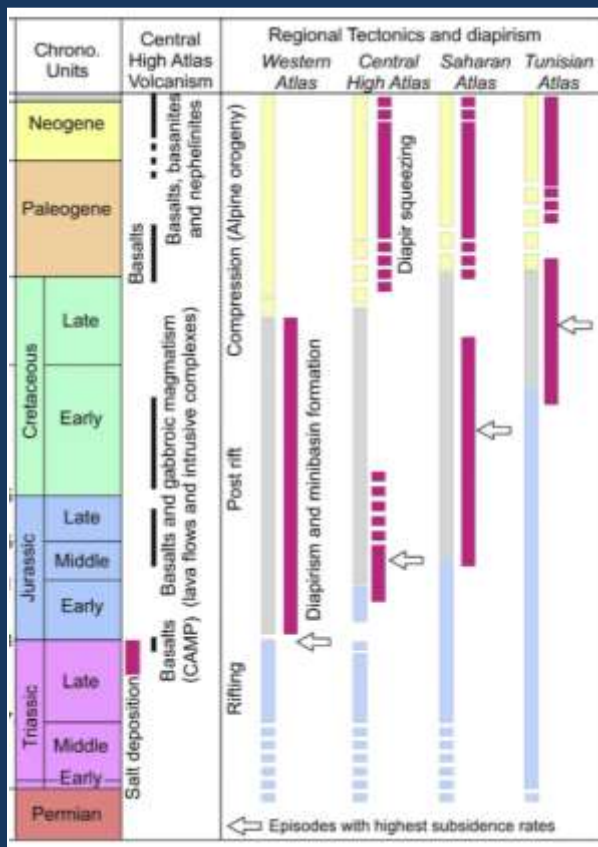 Chrono.
Units
Central
High Atlas
Volcanism
Regional Tectonics and diapirism
Western
Atlas
Central
High Atlas
Saharan
Atlas
Tunisian
Atlas
Neogene
Paleogene
Cretaceous
Late
Early
Jurassic
Late
Middle
Early
Triassic
Late
Middle
Early
Permian
Salt deposition
Basalts
Basalts, basanites
and nephelinites
Basalts and gabbroic magmatism
(lava flows and intrusive complexes)
Basalts
(CAMP)
Compression (Alpine orogeny)
Post rift
Rifting
Diapirism and minibasin formation
Diapir squeezing
Episodes with highest subsidence rates